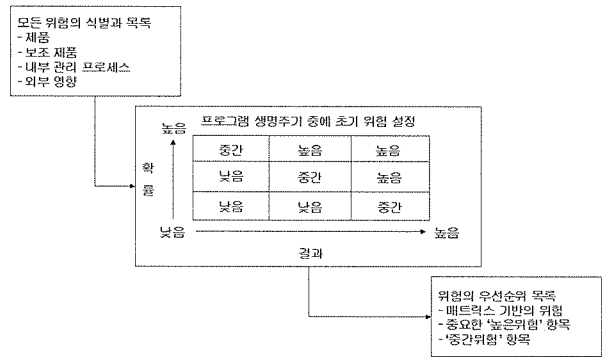 모든 위험의 식별과 목록
- 제품
- 보조 제품
- 내부 관리 프로세스
- 외부 영향
프로그램 생명주기 중에 초기 위험 설정
높음
중간 높음 높음
확률
낮음 중간 높음
낮음 낮음 중간
낮음 높음
결과
위험의 우선순위 목록
- 매트릭스 기반의 위험
- 중요한 '높은위험' 항목
- '중간위험' 항목